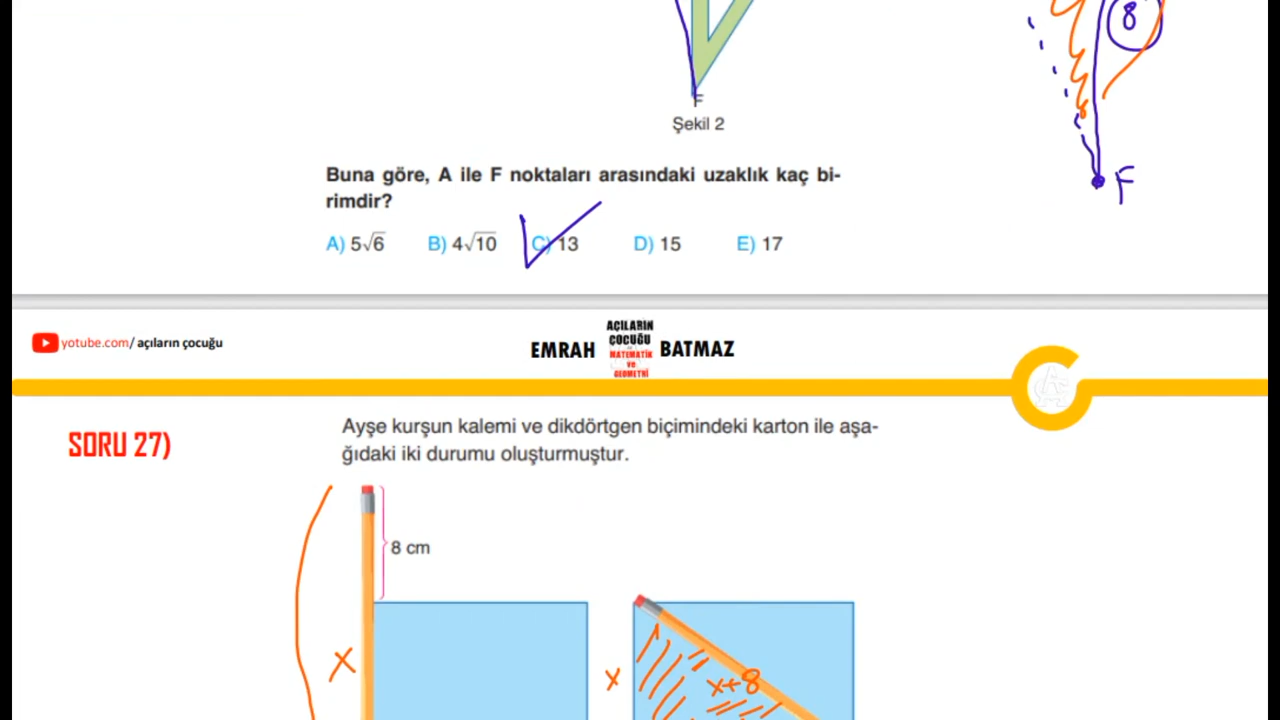 8
F
Şekil 2
F
Buna göre, A ile F noktaları arasındaki uzaklık kaç bi-
rimdir?
A) 5√6 B) 4√10 C) 13 D) 15 E) 17
yotube.com/ açıların çocuğu
EMRAH AÇILARIN ÇOCUĞU MATEMATİK ve GEOMETRİ BATMAZ
SORU 27)
Ayşe kurşun kalemi ve dikdörtgen biçimindeki karton ile aşa-
ğıdaki iki durumu oluşturmuştur.
8 cm
x
x
x+8